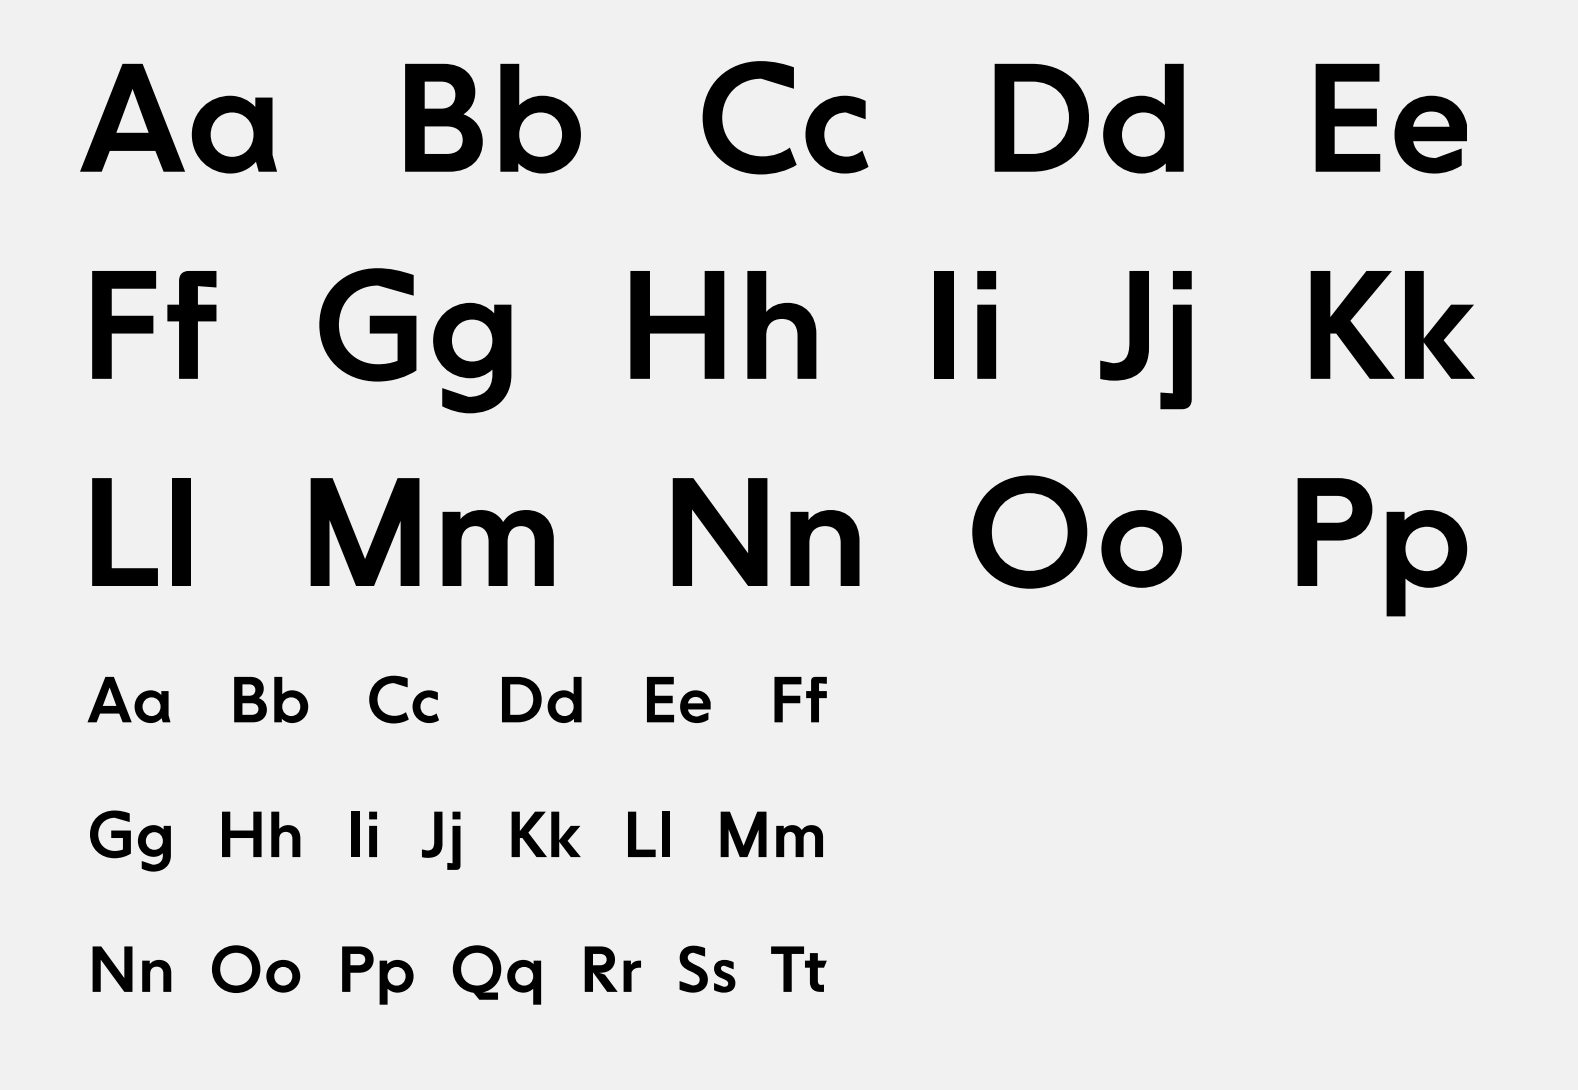 Aa Bb Cc Dd Ee
Ff Gg Hh Ii Jj Kk
Ll Mm Nn Oo Pp
Aa Bb Cc Dd Ee Ff
Gg Hh Ii Jj Kk Ll Mm
Nn Oo Pp Qq Rr Ss Tt